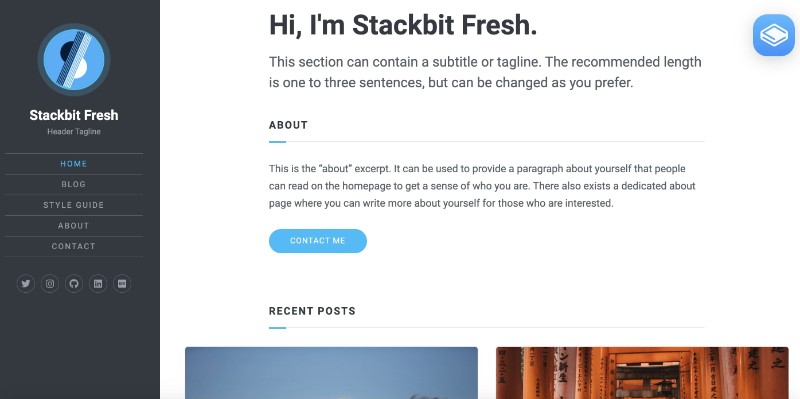 Stackbit Fresh
Header Tagline
HOME
BLOG
STYLE GUIDE
ABOUT
CONTACT
Hi, I'm Stackbit Fresh.
This section can contain a subtitle or tagline. The recommended length
is one to three sentences, but can be changed as you prefer.
ABOUT
This is the “about” excerpt. It can be used to provide a paragraph about yourself that people
can read on the homepage to get a sense of who you are. There also exists a dedicated about
page where you can write more about yourself for those who are interested.
CONTACT ME
RECENT POSTS